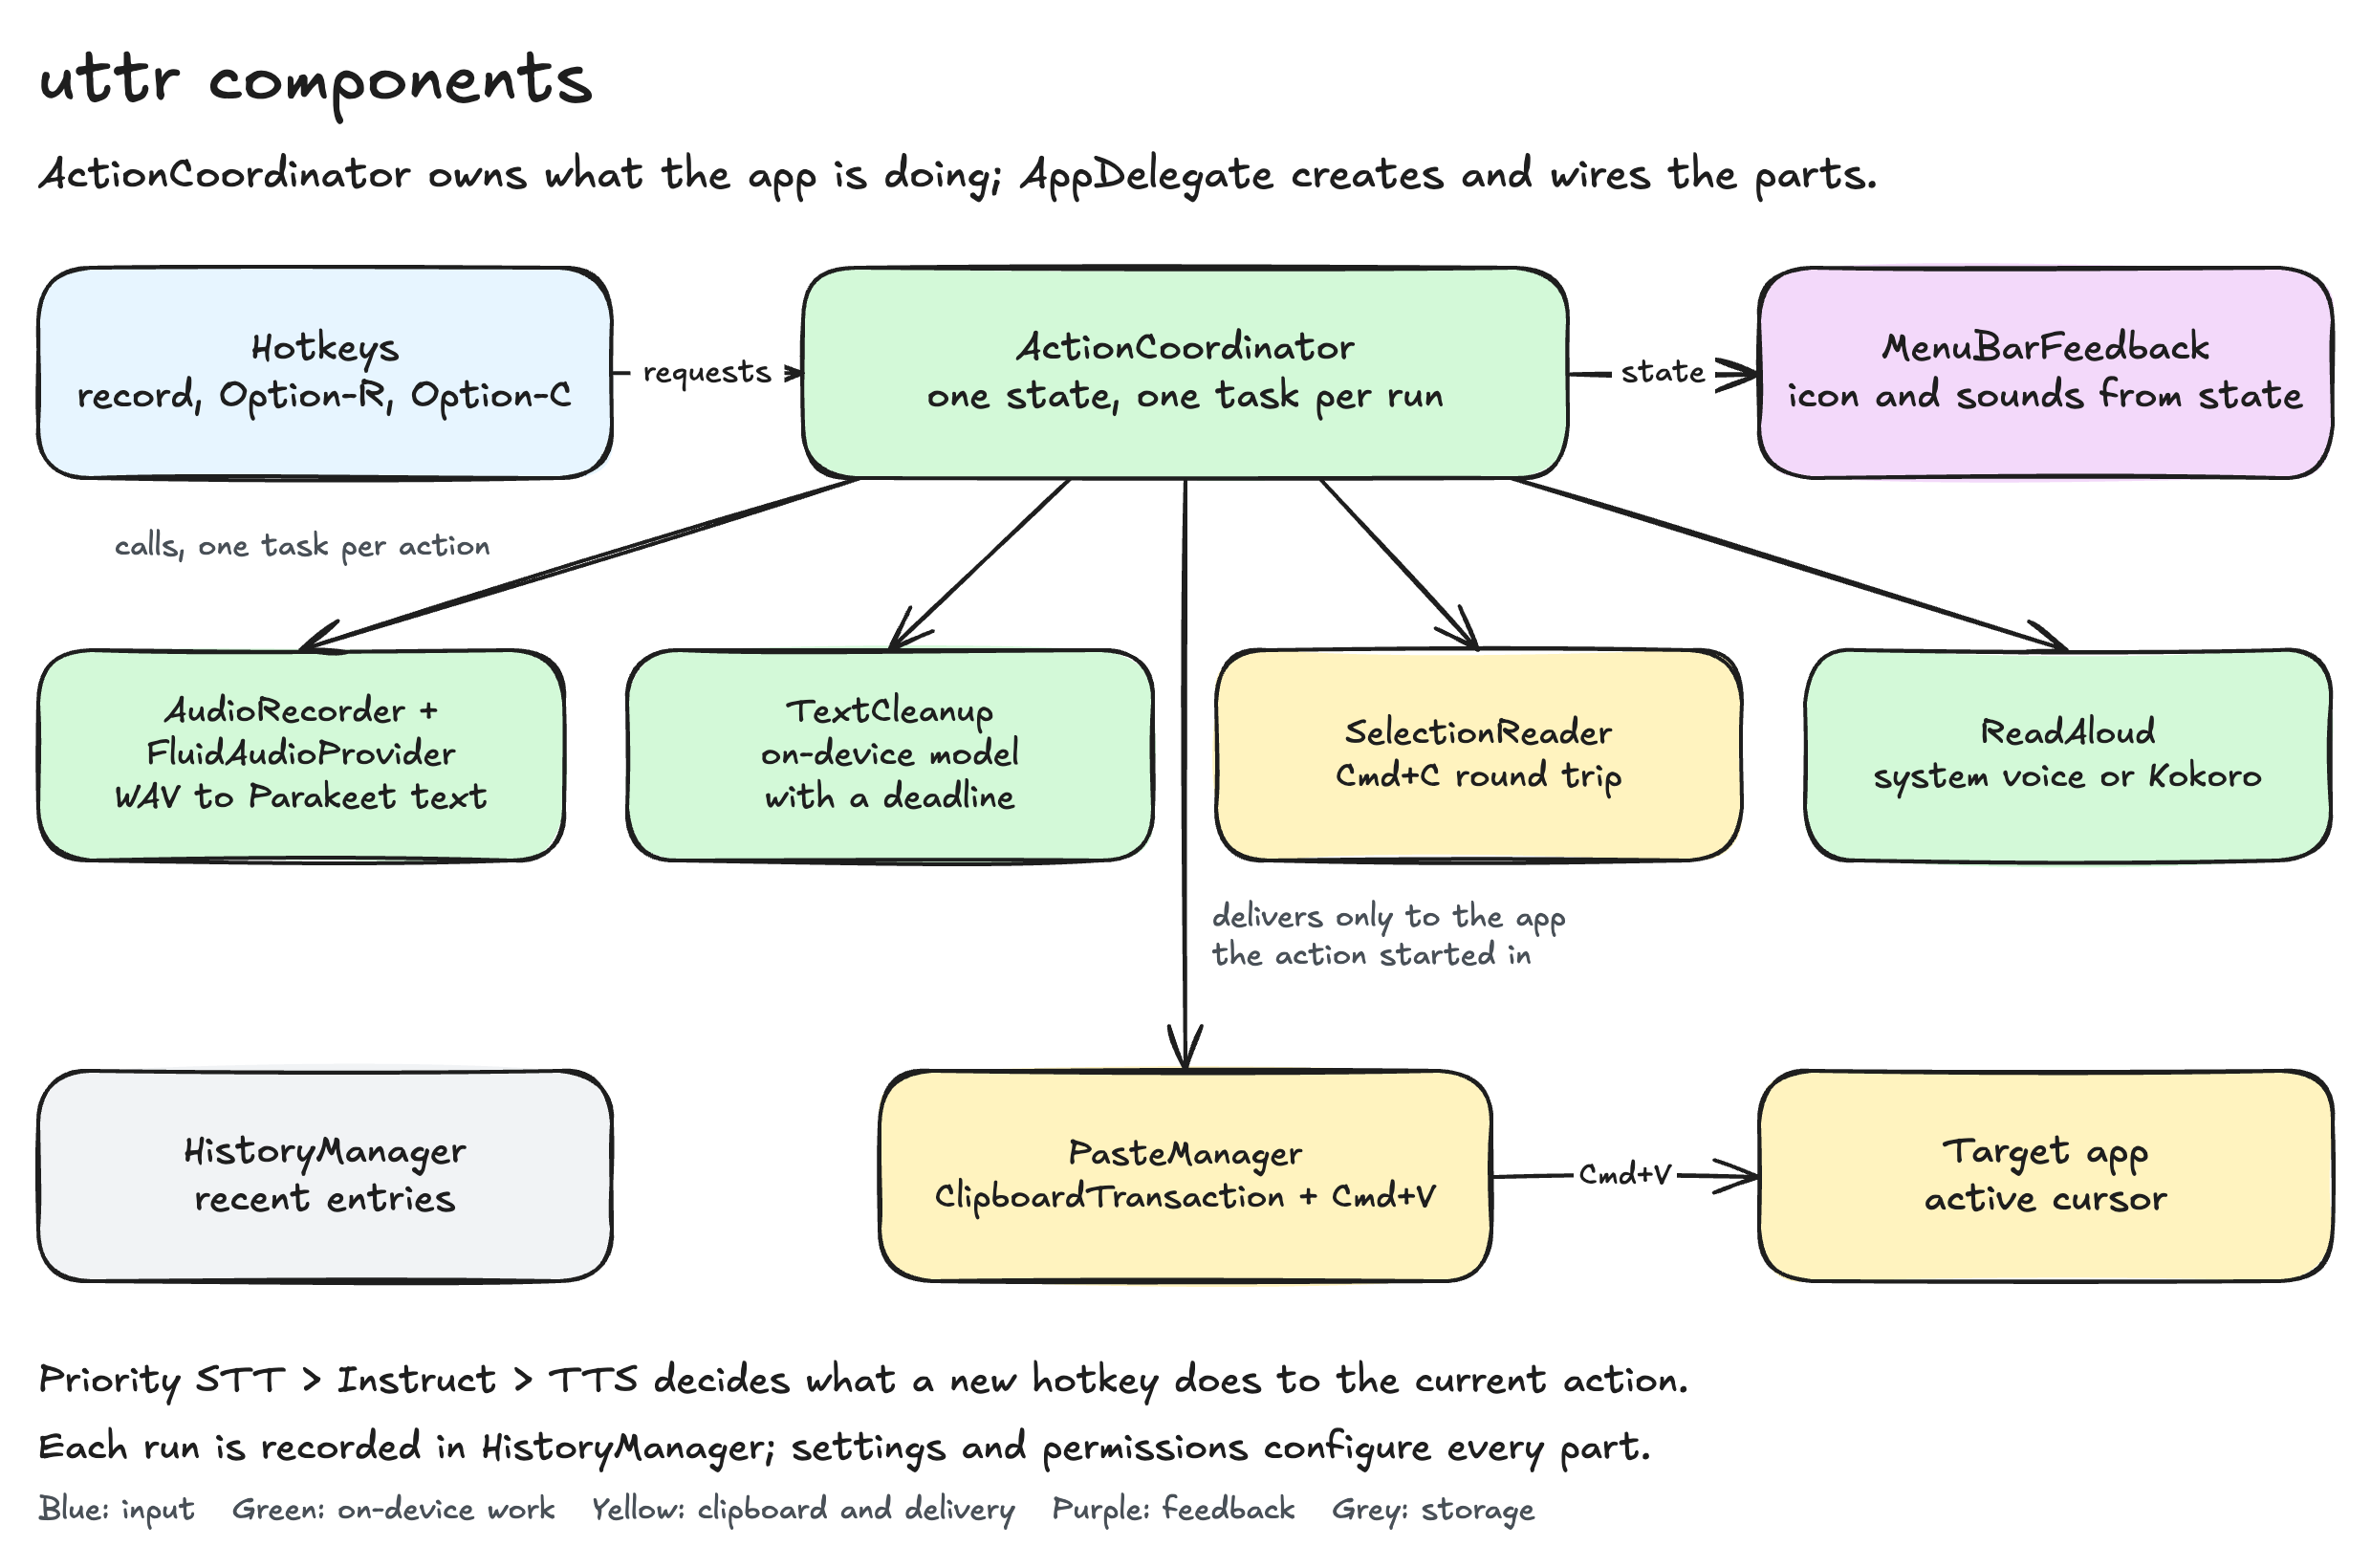 uttr components
ActionCoordinator owns what the app is doing; AppDelegate creates and wires the parts.
Hotkeys
record, Option-R, Option-C
requests
ActionCoordinator
one state, one task per run
state
MenuBarFeedback
icon and sounds from state
calls, one task per action
AudioRecorder +
FluidAudioProvider
WAV to Parakeet text
TextCleanup
on-device model
with a deadline
SelectionReader
Cmd+C round trip
ReadAloud
system voice or Kokoro
delivers only to the app
the action started in
HistoryManager
recent entries
PasteManager
ClipboardTransaction + Cmd+V
Cmd+V
Target app
active cursor
Priority STT > Instruct > TTS decides what a new hotkey does to the current action.
Each run is recorded in HistoryManager; settings and permissions configure every part.
Blue: input Green: on-device work Yellow: clipboard and delivery Purple: feedback Grey: storage